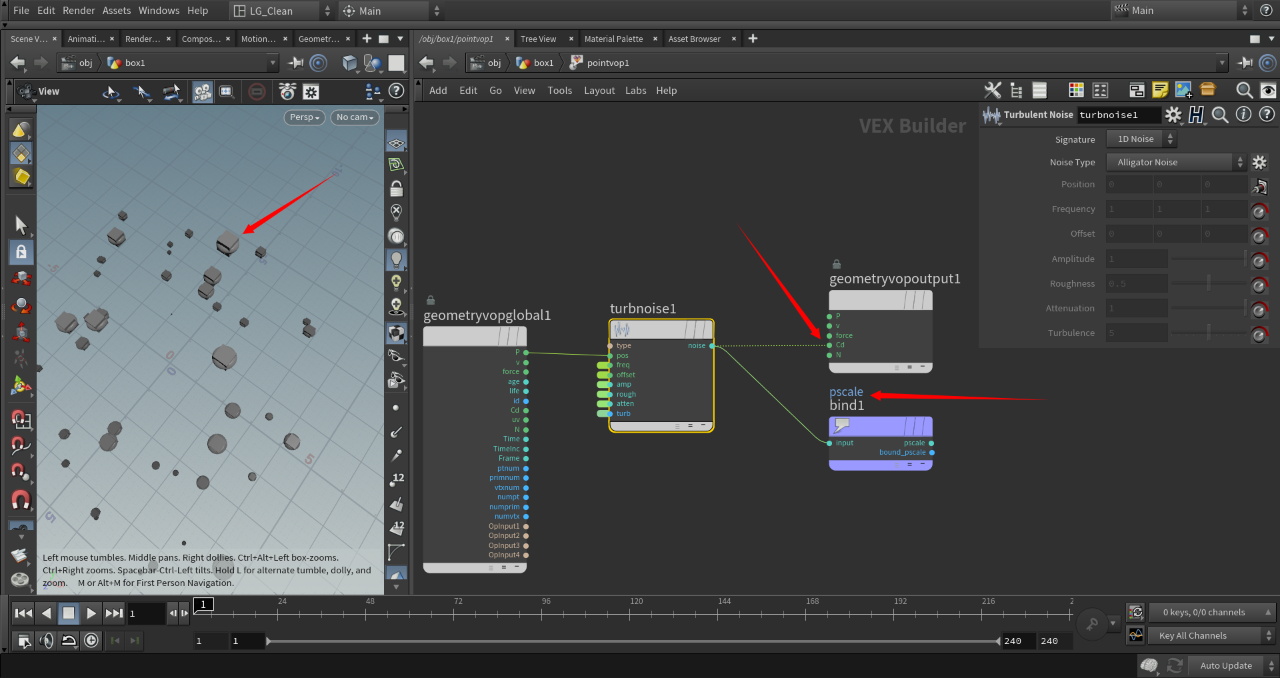 File Edit Render Assets Windows Help LG_Clean Main Main
Scene V... Animati... Render... Compos... Motion... Geometr...
/obj/box1/pointvop1 Tree View Material Palette Asset Browser
obj box1
obj box1 pointvop1
View
Add Edit Go View Tools Layout Labs Help
Persp No cam
VEX Builder
Turbulent Noise turbnoise1
Signature 1D Noise
Noise Type Alligator Noise
Position 0 0 0
Frequency 1 1 1
Offset 0 0 0
Amplitude 1
Roughness 0.5
Attenuation 1
Turbulence 5
geometryvopglobal1
P
v
force
age
life
id
Cd
uv
N
Time
TimeInc
Frame
ptnum
primnum
vtxnum
numpt
numprim
numvtx
OpInput1
OpInput2
OpInput3
OpInput4
turbnoise1
type noise
pos
freq
offset
amp
rough
atten
turb
geometryvopoutput1
P
v
force
Cd
N
pscale
bind1
input pscale
bound_pscale
12
12
5
5
0
0
5
Left mouse tumbles. Middle pans. Right dollies. Ctrl+Alt+Left box-zooms.
Ctrl+Right zooms. Spacebar-Ctrl-Left tilts. Hold L for alternate tumble, dolly, and
zoom. M or Alt+M for First Person Navigation.
1 1 24 48 72 96 120 144 168 192 216 2
0 keys, 0/0 channels
1 1 240 240
Key All Channels
Auto Update